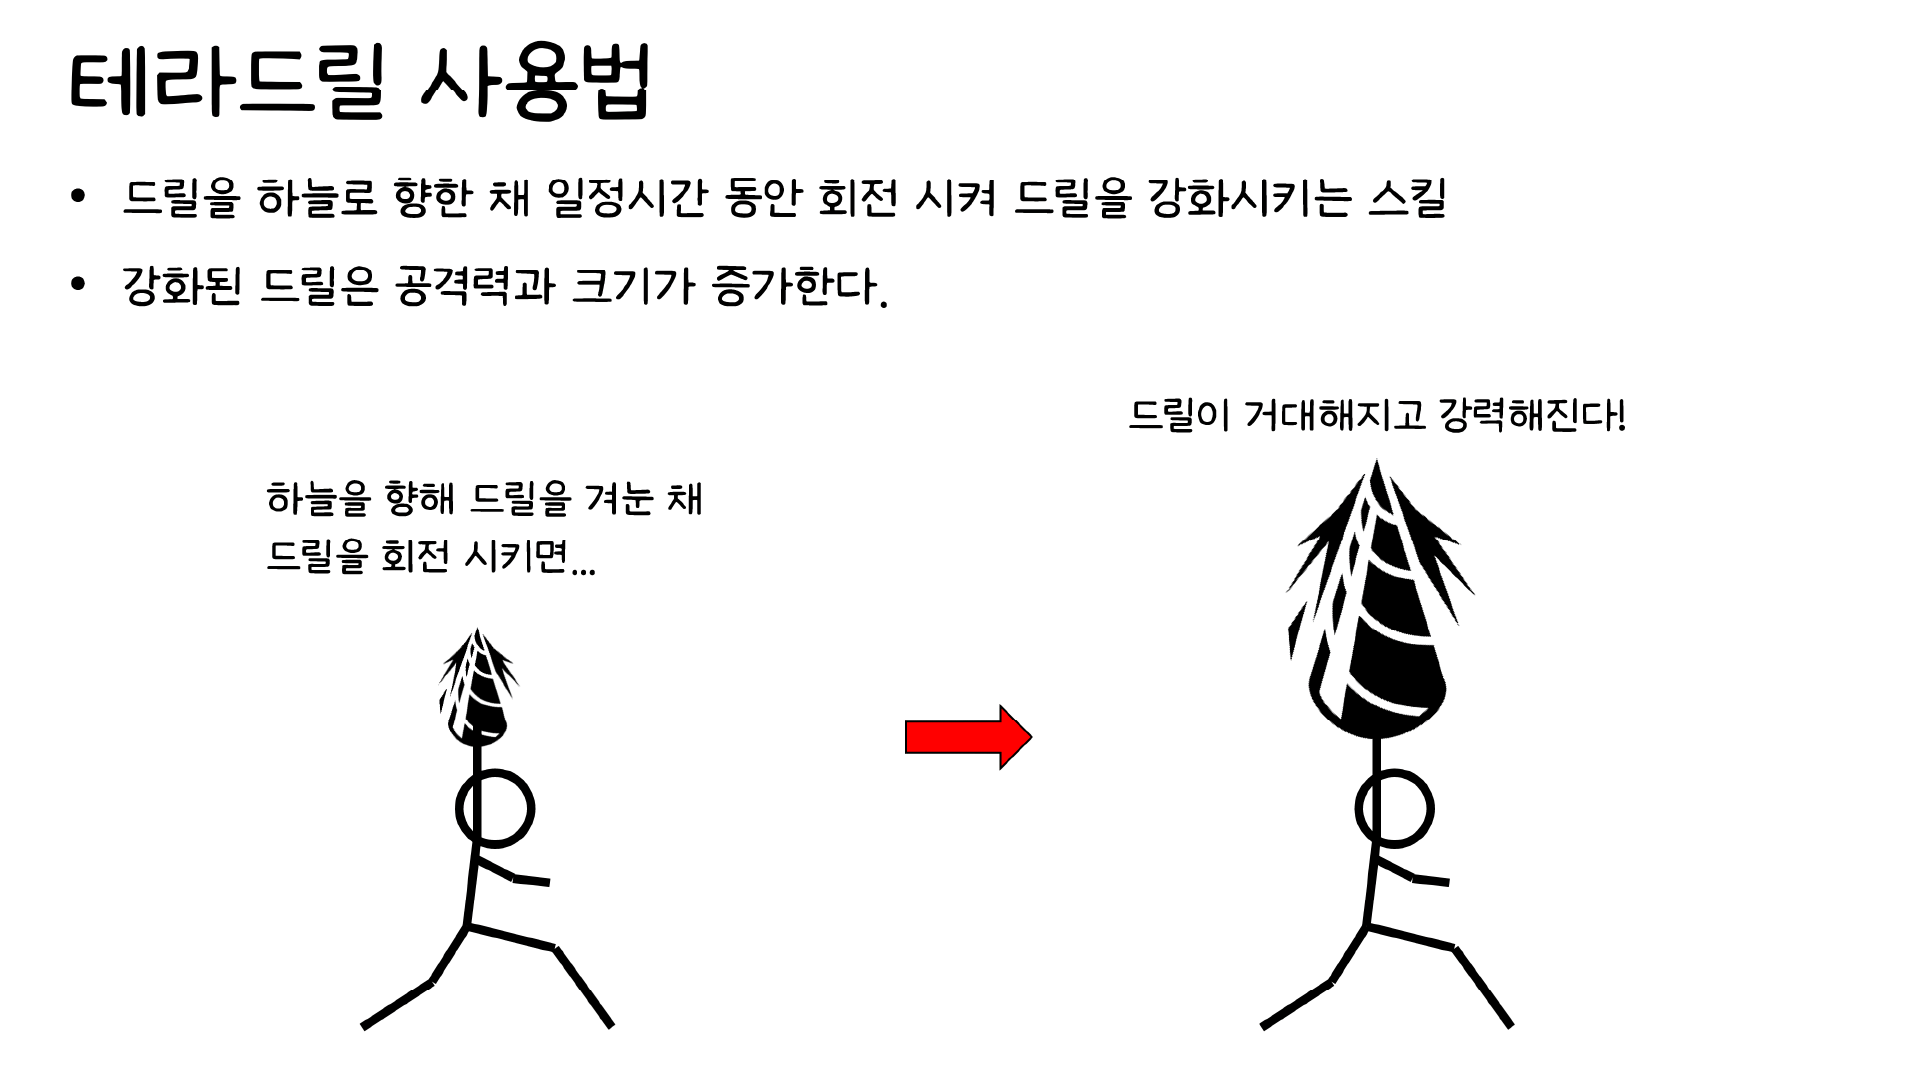 테라드릴 사용법
• 드릴을 하늘로 향한 채 일정시간 동안 회전 시켜 드릴을 강화시키는 스킬
• 강화된 드릴은 공격력과 크기가 증가한다.
드릴이 거대해지고 강력해진다!
하늘을 향해 드릴을 겨눈 채
드릴을 회전 시키면...